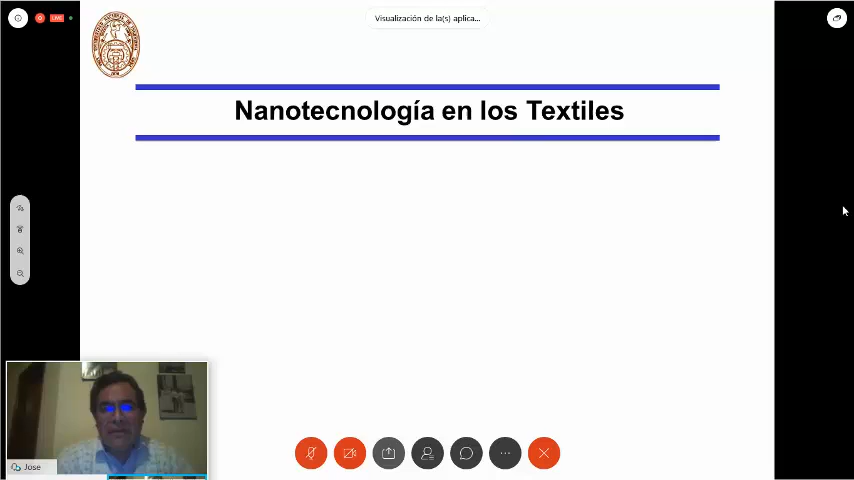 LIVE
Visualización de la(s) aplica...
Nanotecnología en los Textiles
Jose